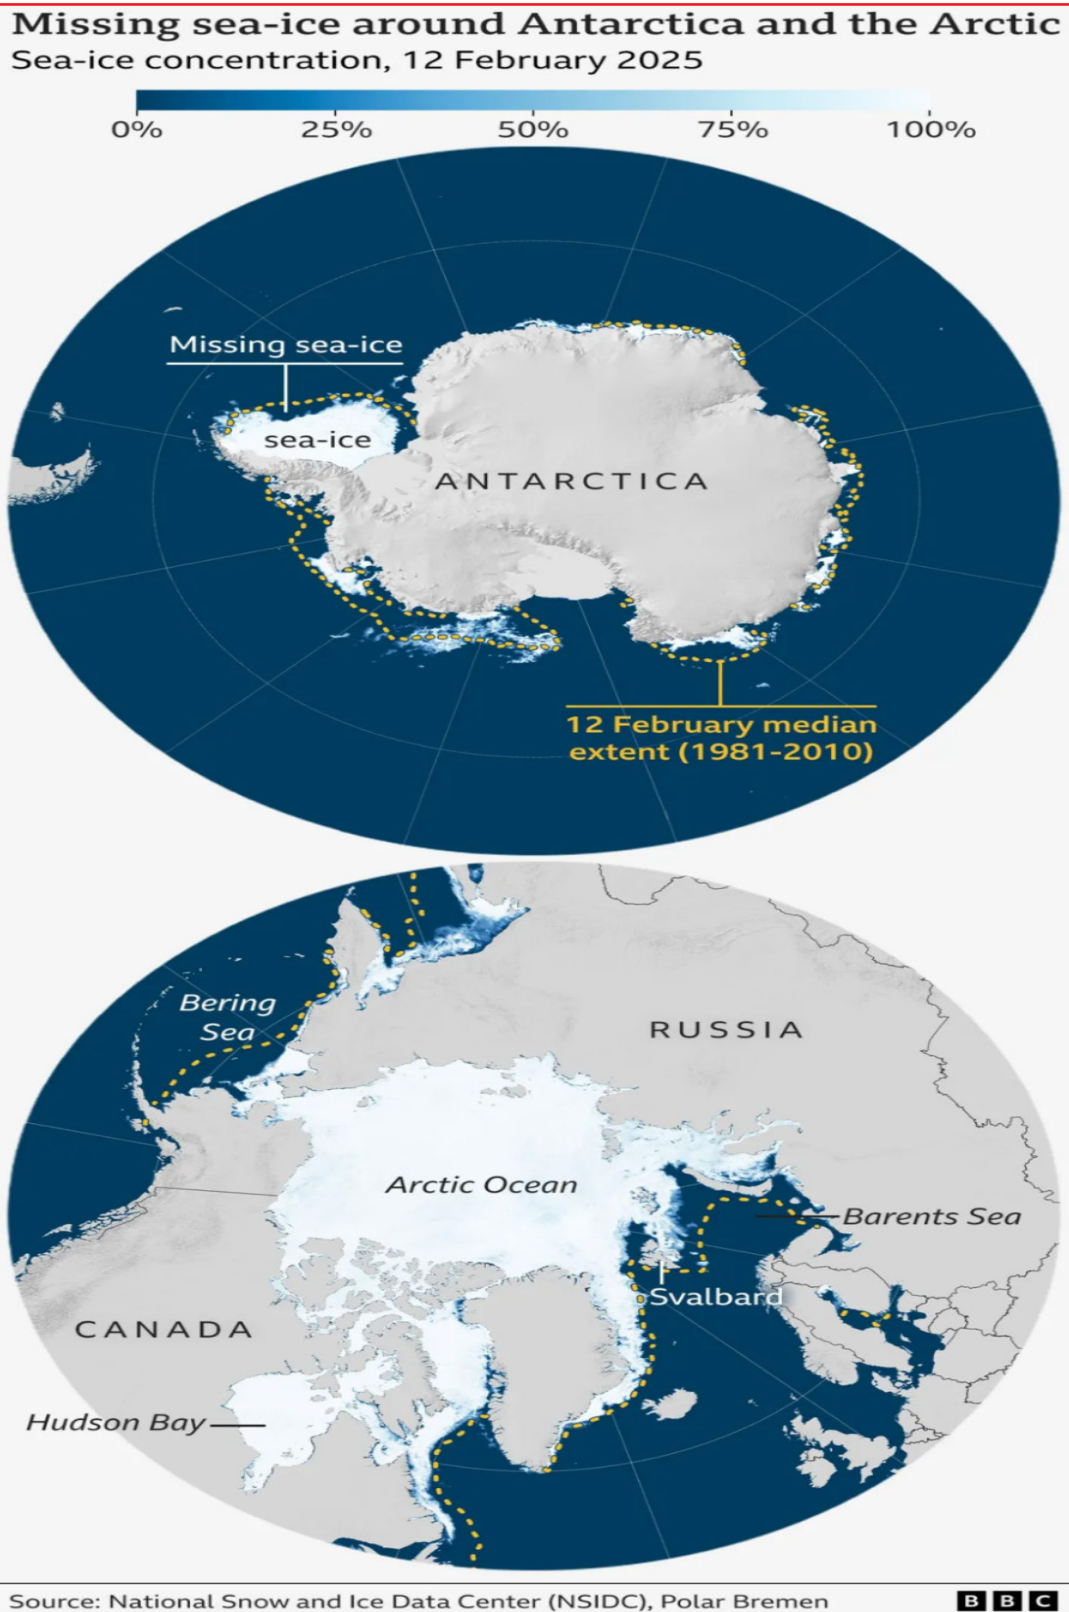 Missing sea-ice around Antarctica and the Arctic
Sea-ice concentration, 12 February 2025
0% 25% 50% 75% 100%
Missing sea-ice
sea-ice
ANTARCTICA
12 February median
extent (1981-2010)
Bering
Sea
RUSSIA
Arctic Ocean
Barents Sea
Svalbard
CANADA
Hudson Bay
Source: National Snow and Ice Data Center (NSIDC), Polar Bremen
BBC